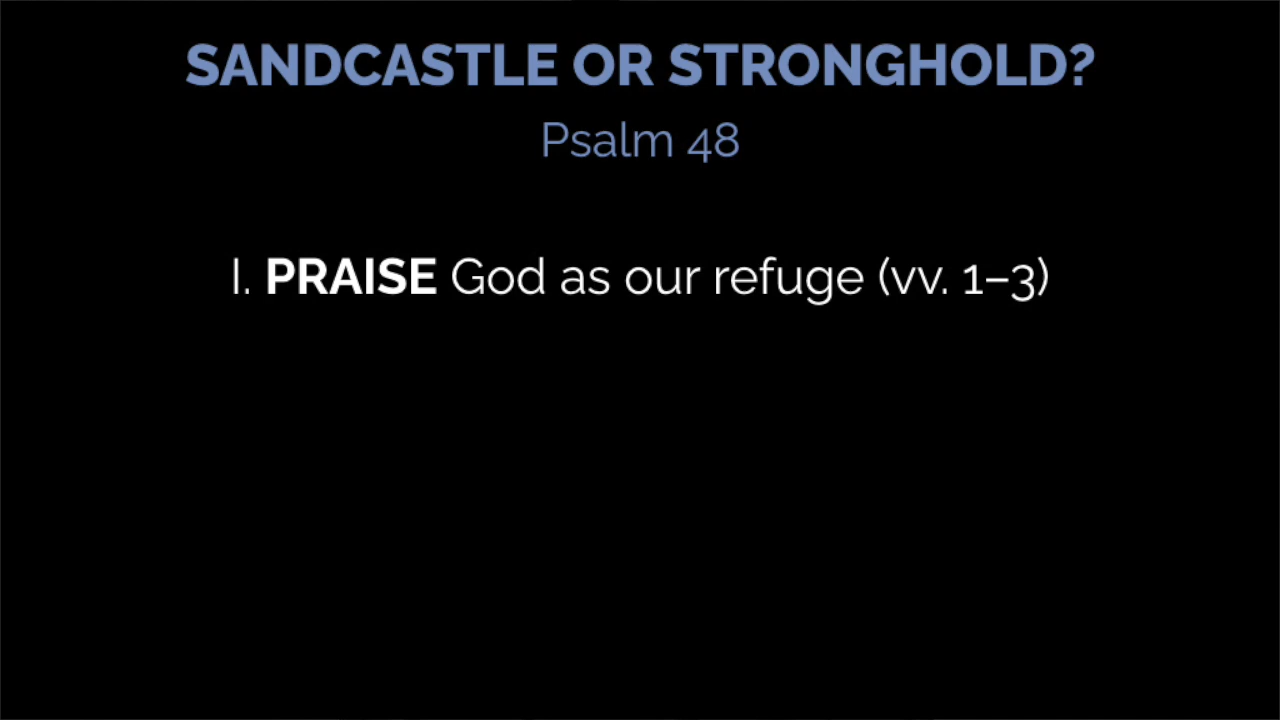 SANDCASTLE OR STRONGHOLD?
Psalm 48
I. PRAISE God as our refuge (vv. 1–3)